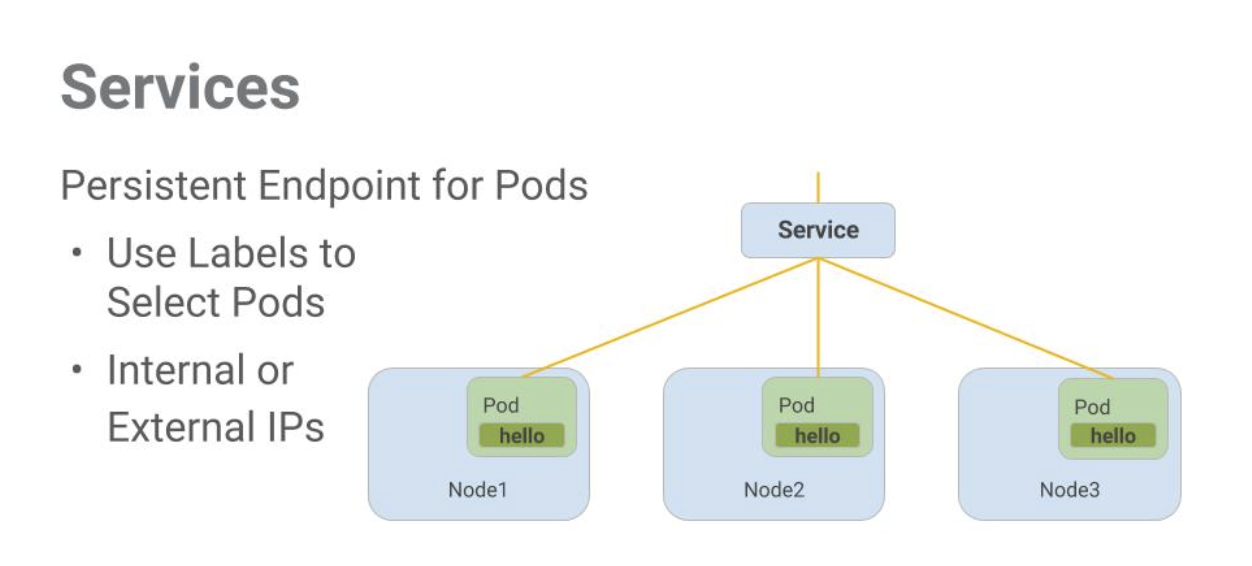 Services
Persistent Endpoint for Pods
• Use Labels to
Select Pods
• Internal or
External IPs
Service
Pod
hello
Node1
Pod
hello
Node2
Pod
hello
Node3